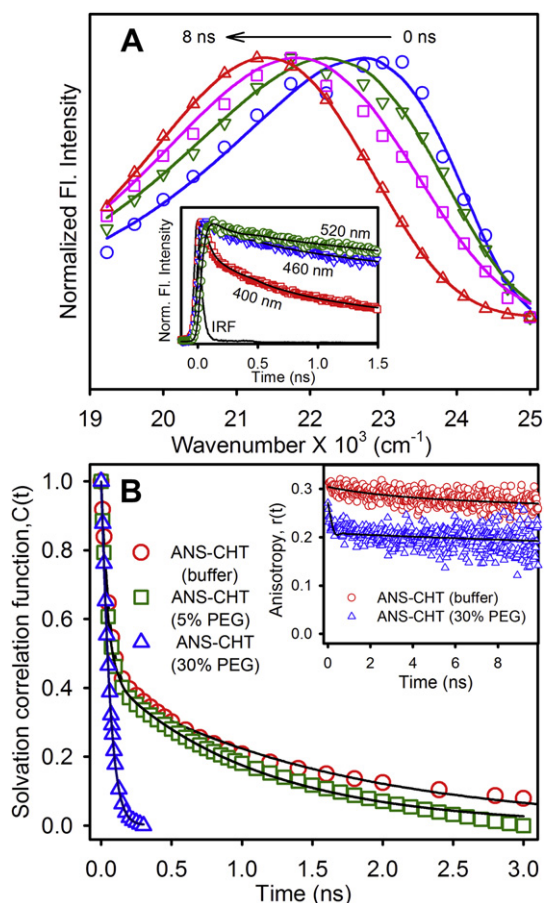 A
8 ns
0 ns
Normalized Fl. Intensity
Norm. Fl. Intensity
520 nm
460 nm
400 nm
IRF
0.0 0.5 1.0 1.5
Time (ns)
19 20 21 22 23 24 25
Wavenumber X 10³ (cm⁻¹)
B
Solvation correlation function,C(t)
1.0
0.8
0.6
0.4
0.2
0.0
ANS-CHT
(buffer)
ANS-CHT
(5% PEG)
ANS-CHT
(30% PEG)
Anisotropy, r(t)
0.3
0.2
0.0
ANS-CHT (buffer)
ANS-CHT (30% PEG)
0 2 4 6 8
Time (ns)
0.0 0.5 1.0 1.5 2.0 2.5 3.0
Time (ns)